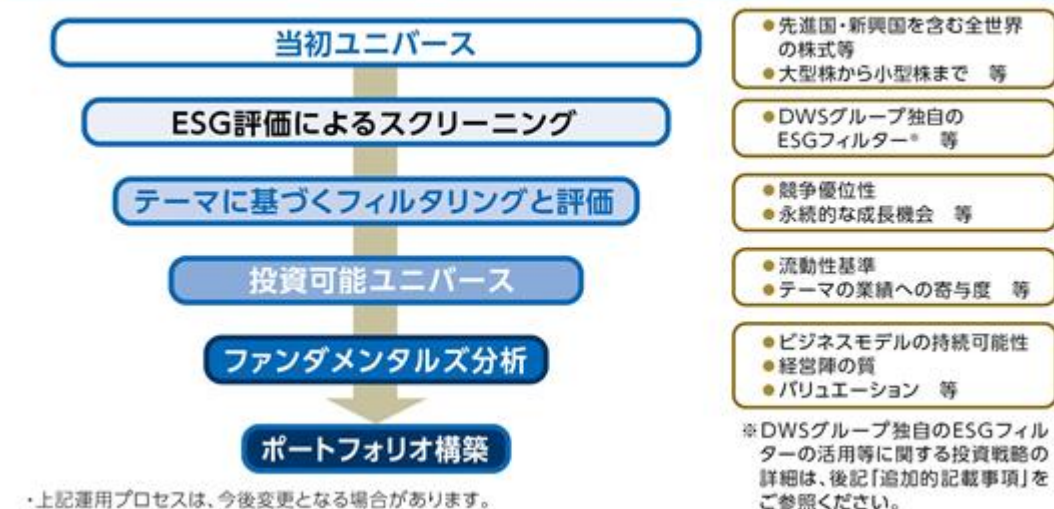 当初ユニバース
●先進国・新興国を含む全世界
の株式等
●大型株から小型株まで 等
ESG評価によるスクリーニング
●DWSグループ独自の
ESGフィルター※ 等
テーマに基づくフィルタリングと評価
●競争優位性
●永続的な成長機会 等
投資可能ユニバース
●流動性基準
●テーマの業績への寄与度 等
ファンダメンタルズ分析
●ビジネスモデルの持続可能性
●経営陣の質
●バリュエーション 等
ポートフォリオ構築
※DWSグループ独自のESGフィル
ターの活用等に関する投資戦略の
詳細は、後記「追加的記載事項」を
ご参照ください。
・上記運用プロセスは、今後変更となる場合があります。